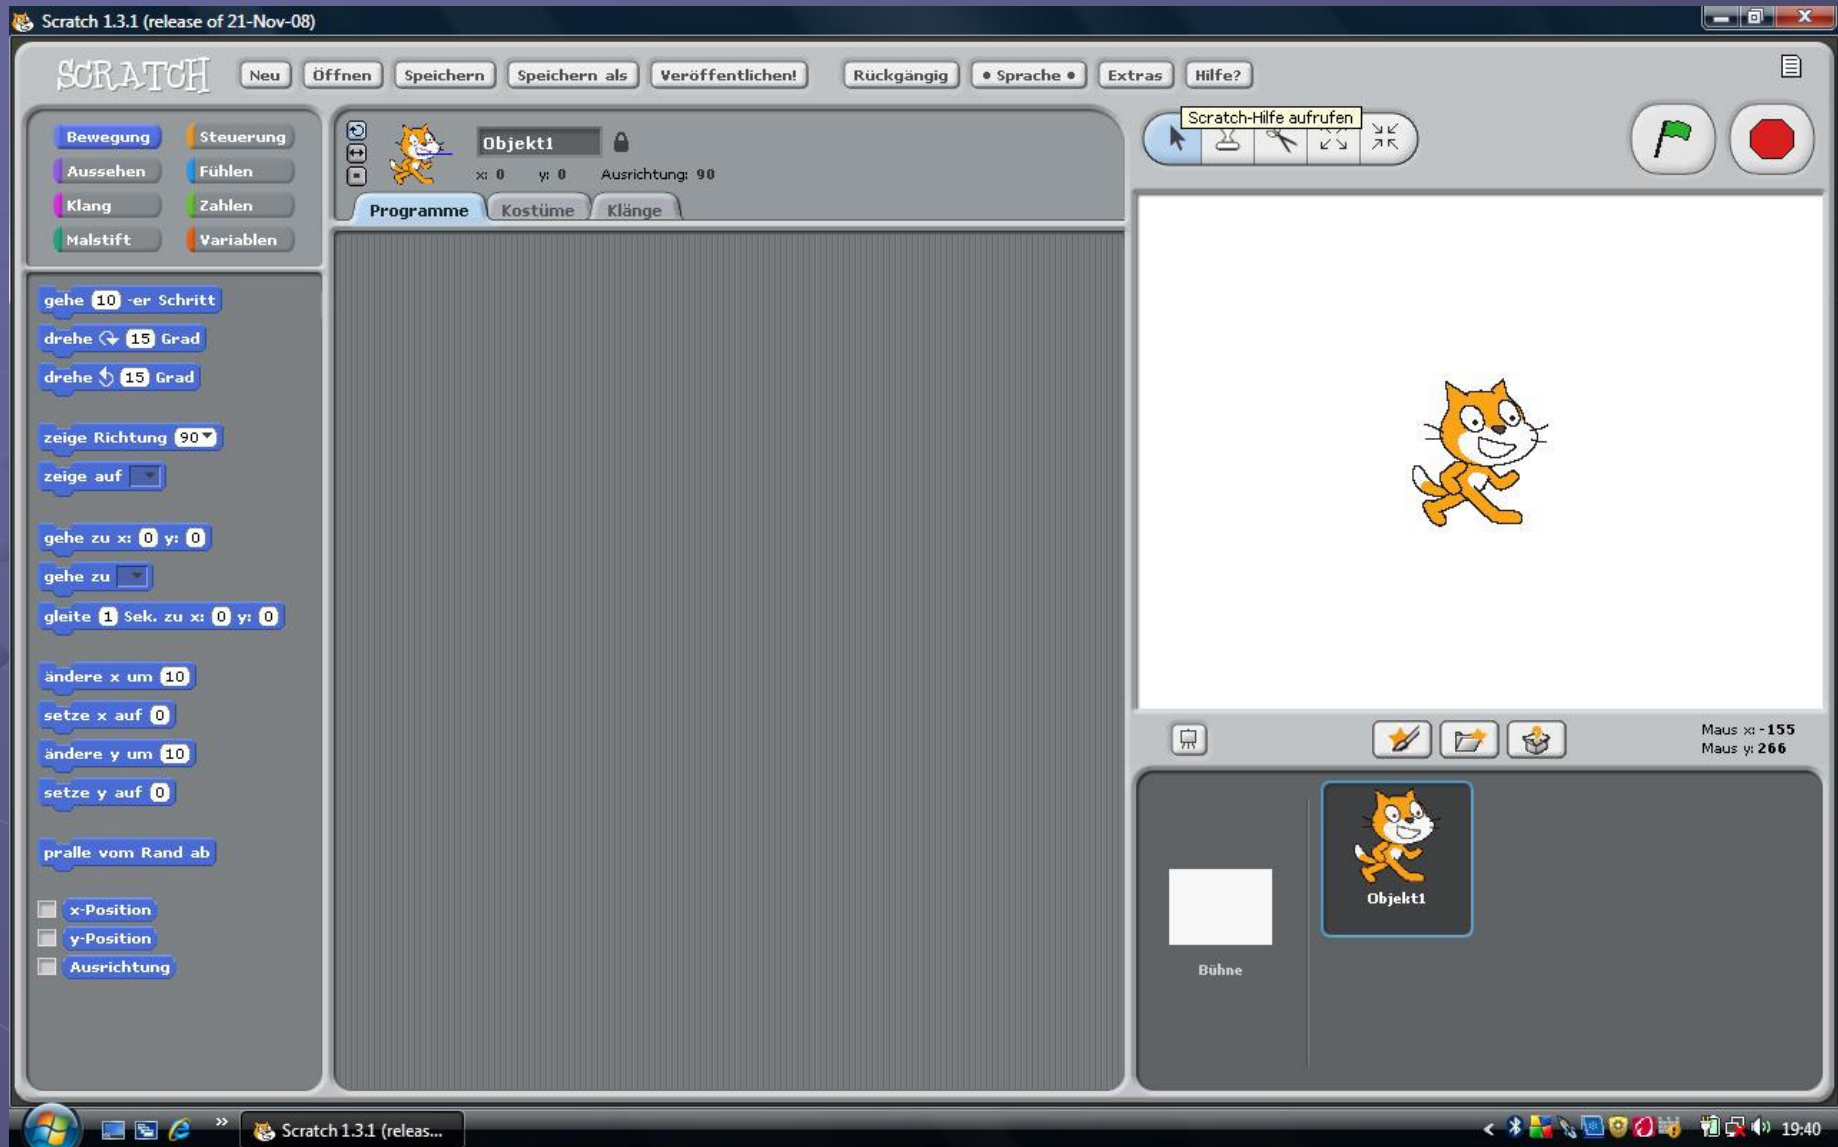 Scratch 1.3.1 (release of 21-Nov-08)
SCRATCH
Neu
Öffnen
Speichern
Speichern als
Veröffentlichen!
Rückgängig
• Sprache •
Extras
Hilfe?
Scratch-Hilfe aufrufen
Bewegung
Steuerung
Aussehen
Fühlen
Klang
Zahlen
Malstift
Variablen
Objekt1
x: 0 y: 0 Ausrichtung: 90
Programme
Kostüme
Klänge
gehe 10 -er Schritt
drehe 15 Grad
drehe 15 Grad
zeige Richtung 90
zeige auf
gehe zu x: 0 y: 0
gehe zu
gleite 1 Sek. zu x: 0 y: 0
ändere x um 10
setze x auf 0
ändere y um 10
setze y auf 0
pralle vom Rand ab
x-Position
y-Position
Ausrichtung
Maus x: -155
Maus y: 266
Objekt1
Bühne
Scratch 1.3.1 (releas...
19:40